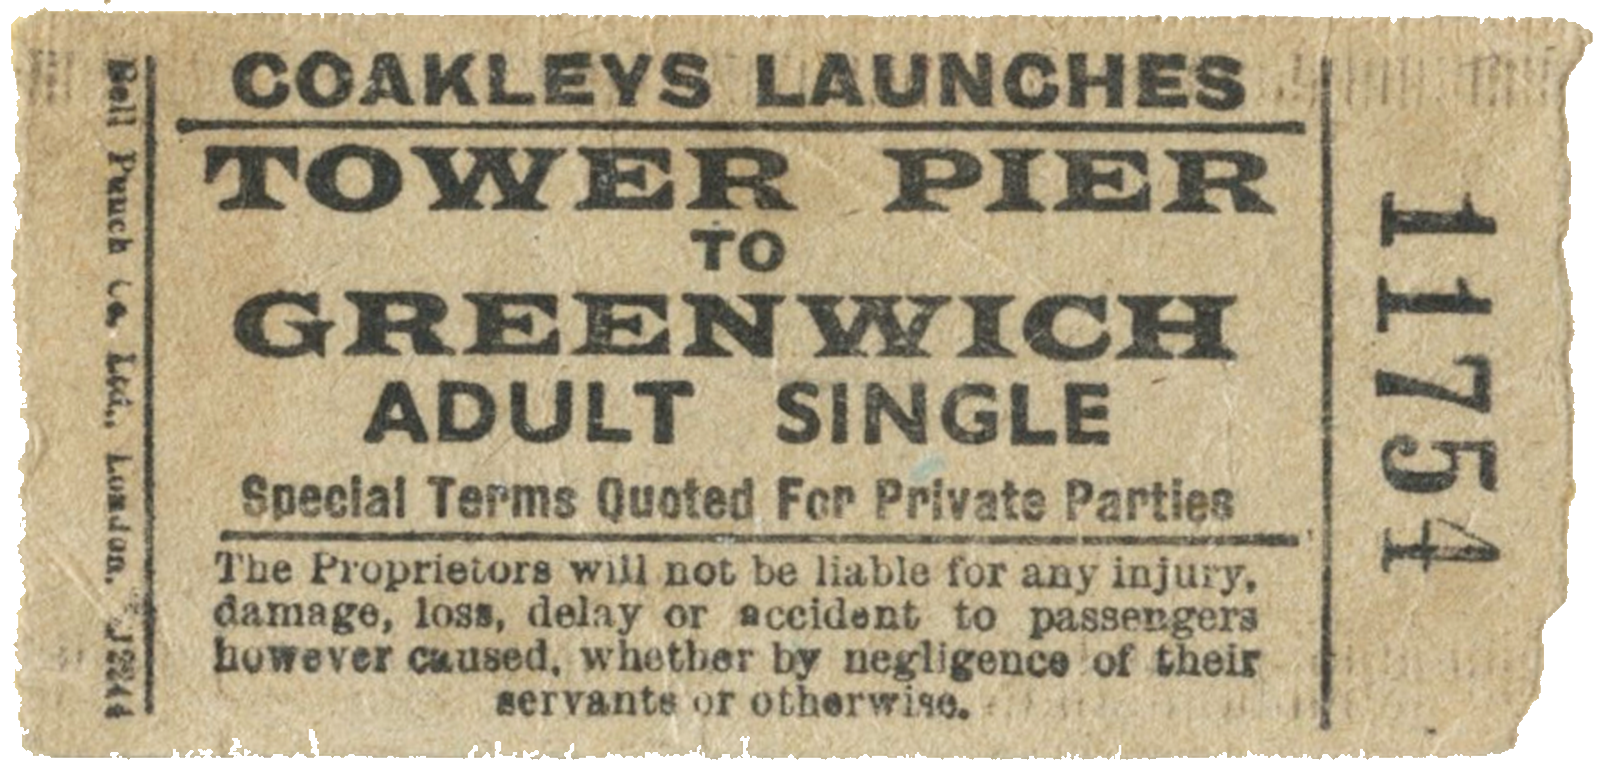 COAKLEYS LAUNCHES
TOWER PIER
TO
GREENWICH
ADULT SINGLE
Special Terms Quoted For Private Parties
The Proprietors will not be liable for any injury,
damage, loss, delay or accident to passengers
however caused, whether by negligence of their
servants or otherwise.
Bell Punch Co. Ltd., London. J2244
11754